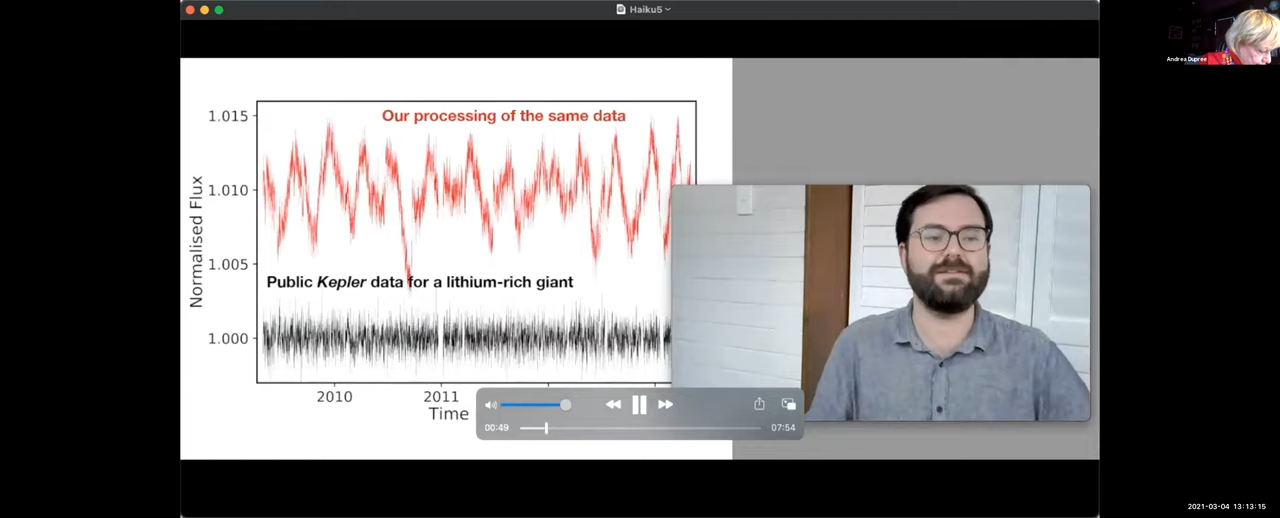 Haiku5
Andrea Dupree
Our processing of the same data
Public Kepler data for a lithium-rich giant
Normalised Flux
1.015
1.010
1.005
1.000
2010
2011
Time
00:49
07:54
2021-03-04 13:13:15